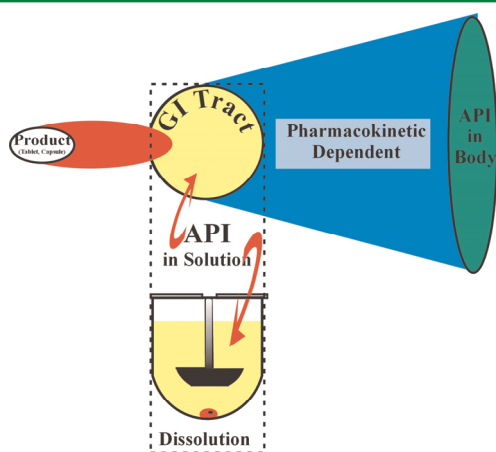 GI Tract
Product
(Tablet, Capsule)
Pharmacokinetic
Dependent
API
in
Body
API
in Solution
Dissolution